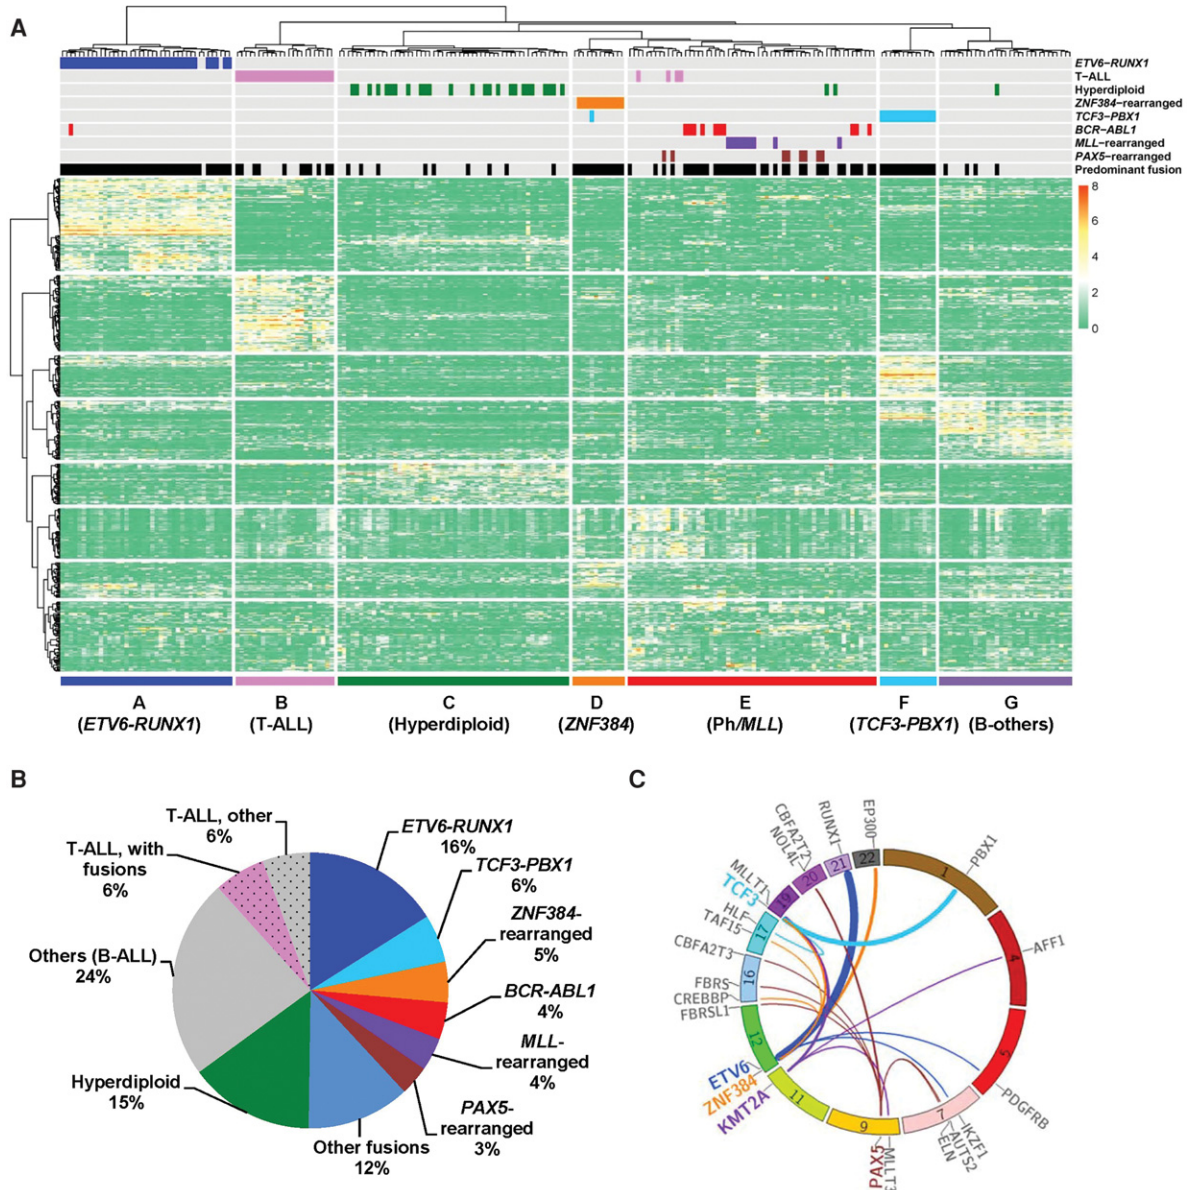 A
ETV6-RUNX1
T-ALL
Hyperdiploid
ZNF384-rearranged
TCF3-PBX1
BCR-ABL1
MLL-rearranged
PAX5-rearranged
Predominant fusion
8
6
4
2
0
A
(ETV6-RUNX1)
B
(T-ALL)
C
(Hyperdiploid)
D
(ZNF384)
E
(Ph/MLL)
F
(TCF3-PBX1)
G
(B-others)
B
T-ALL, other
6%
T-ALL, with
fusions
6%
Others (B-ALL)
24%
Hyperdiploid
15%
Other fusions
12%
ETV6-RUNX1
16%
TCF3-PBX1
6%
ZNF384-
rearranged
5%
BCR-ABL1
4%
MLL-
rearranged
4%
PAX5-
rearranged
3%
C
EP300
RUNX1
CBFA2T2
NOL4L
MLLT1
TCF3
HLF
TAF15
CBFA2T3
FBRS
CREBBP
FBRSL1
ETV6
ZNF384
KMT2A
PAX5
MLLT3
ELN
AUTS2
IKZF1
PDGFRB
AFF1
PBX1
1
4
5
7
9
11
12
16
17
19
20
21
22